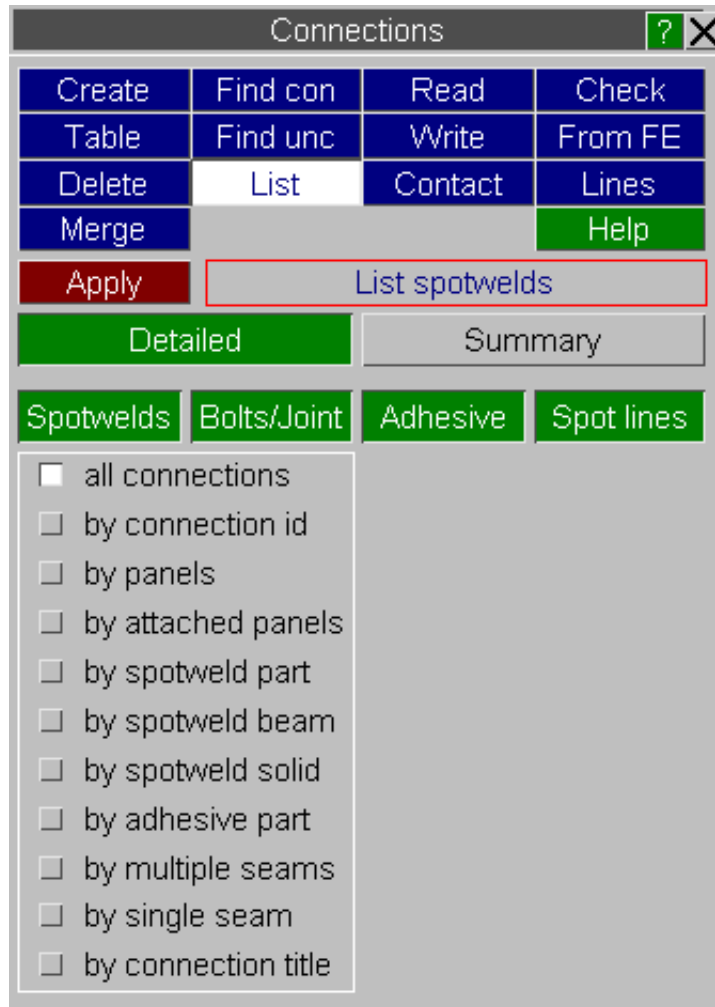 Connections ? X
Create Find con Read Check
Table Find unc Write From FE
Delete List Contact Lines
Merge Help
Apply List spotwelds
Detailed Summary
Spotwelds Bolts/Joint Adhesive Spot lines
all connections
by connection id
by panels
by attached panels
by spotweld part
by spotweld beam
by spotweld solid
by adhesive part
by multiple seams
by single seam
by connection title